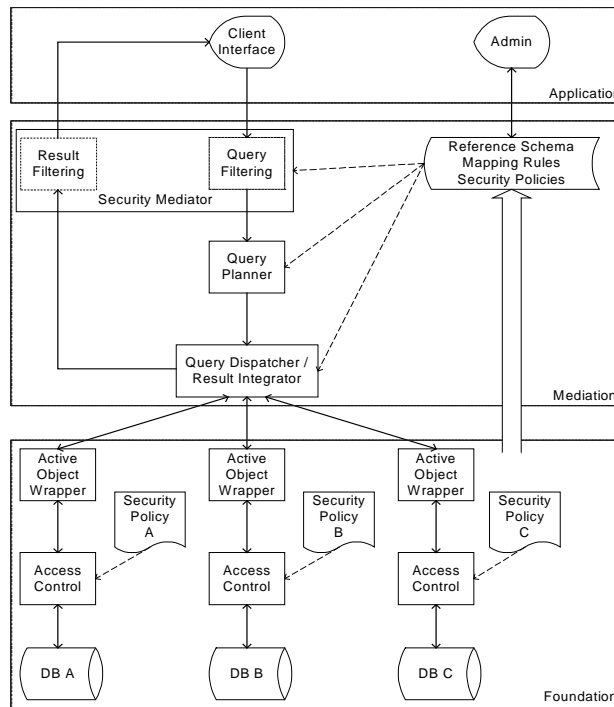 Client
Interface
Admin
Application
Result
Filtering
Query
Filtering
Security Mediator
Reference Schema
Mapping Rules
Security Policies
Query
Planner
Query Dispatcher /
Result Integrator
Mediation
Active
Object
Wrapper
Security
Policy
A
Access
Control
DB A
Active
Object
Wrapper
Security
Policy
B
Access
Control
DB B
Active
Object
Wrapper
Security
Policy
C
Access
Control
DB C
Foundation